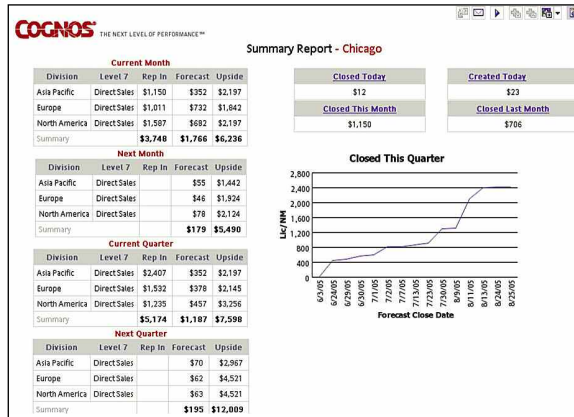 COGNOS THE NEXT LEVEL OF PERFORMANCE™
Summary Report - Chicago
Current Month
Division Level 7 Rep In Forecast Upside
Asia Pacific Direct Sales $1,150 $352 $2,197
Europe Direct Sales $1,011 $732 $1,842
North America Direct Sales $1,587 $682 $2,197
Summary $3,748 $1,766 $6,236
Next Month
Division Level 7 Rep In Forecast Upside
Asia Pacific Direct Sales $55 $1,442
Europe Direct Sales $46 $1,924
North America Direct Sales $78 $2,124
Summary $179 $5,490
Current Quarter
Division Level 7 Rep In Forecast Upside
Asia Pacific Direct Sales $2,407 $352 $2,197
Europe Direct Sales $1,532 $378 $2,145
North America Direct Sales $1,235 $457 $3,256
Summary $5,174 $1,187 $7,598
Next Quarter
Division Level 7 Rep In Forecast Upside
Asia Pacific Direct Sales $70 $2,967
Europe Direct Sales $62 $4,521
North America Direct Sales $63 $4,521
Summary $195 $12,009
Closed Today
$12
Closed This Month
$1,150
Created Today
$23
Closed Last Month
$706
Closed This Quarter
Lic/NM
2,800
2,400
2,000
1,600
1,200
800
400
0
6/3/05
6/24/05
6/29/05
6/30/05
7/1/05
7/2/05
7/7/05
7/13/05
7/23/05
7/30/05
8/9/05
8/11/05
8/13/05
8/24/05
8/25/05
Forecast Close Date